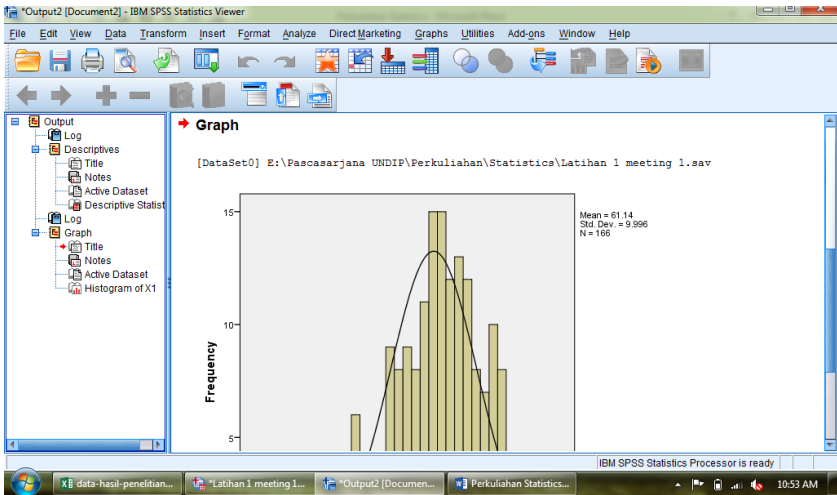 *Output2 [Document2] - IBM SPSS Statistics Viewer
File Edit View Data Transform Insert Format Analyze Direct Marketing Graphs Utilities Add-ons Window Help
Output
Log
Descriptives
Title
Notes
Active Dataset
Descriptive Statist
Log
Graph
Title
Notes
Active Dataset
Histogram of X1
Graph
[DataSet0] E:\Pascasarjana UNDIP\Perkuliahan\Statistics\Latihan 1 meeting 1.sav
Mean = 61.14
Std. Dev. = 9.996
N = 166
15
10
5
Frequency
IBM SPSS Statistics Processor is ready
data-hasil-penelitian...
*Latihan 1 meeting 1...
*Output2 [Documen...
Perkuliahan Statistics...
10:53 AM